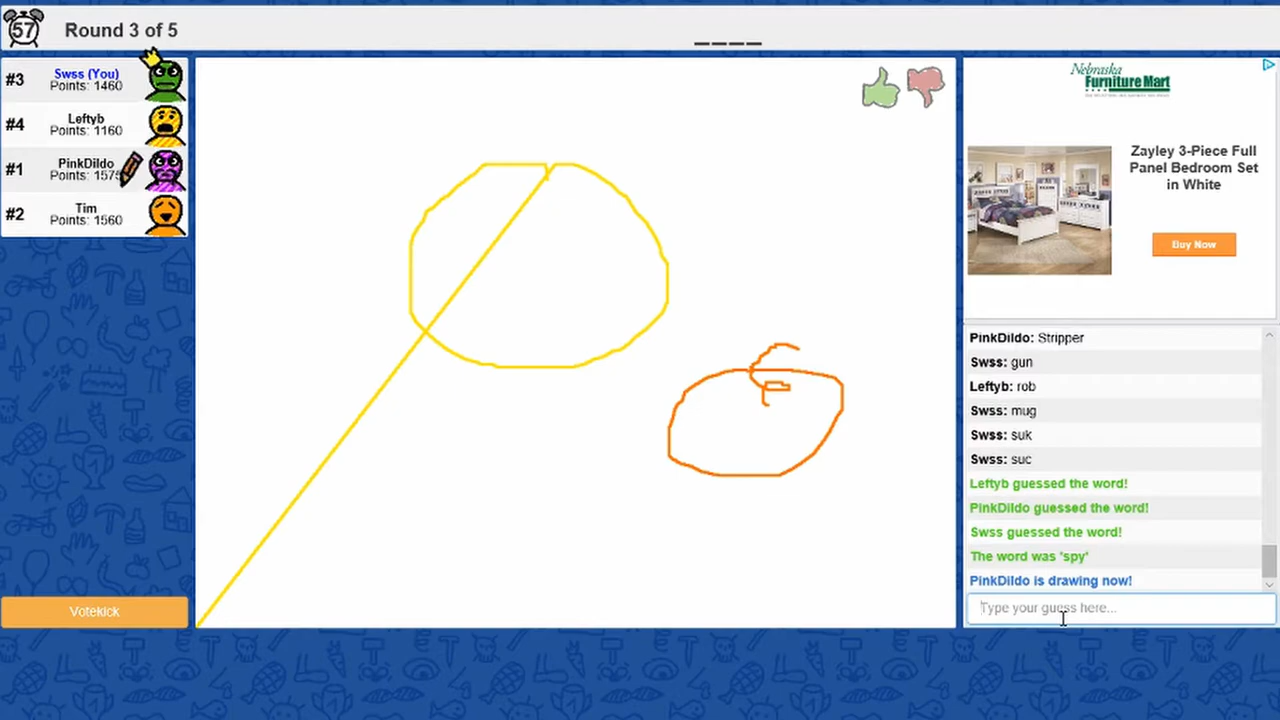 57
Round 3 of 5
____
#3
Swss (You)
Points: 1460
#4
Leftyb
Points: 1160
#1
PinkDildo
Points: 1575
#2
Tim
Points: 1560
Votekick
Nebraska
Furniture Mart
Zayley 3-Piece Full
Panel Bedroom Set
in White
Buy Now
PinkDildo: Stripper
Swss: gun
Leftyb: rob
Swss: mug
Swss: suk
Swss: suc
Leftyb guessed the word!
PinkDildo guessed the word!
Swss guessed the word!
The word was 'spy'
PinkDildo is drawing now!
Type your guess here...